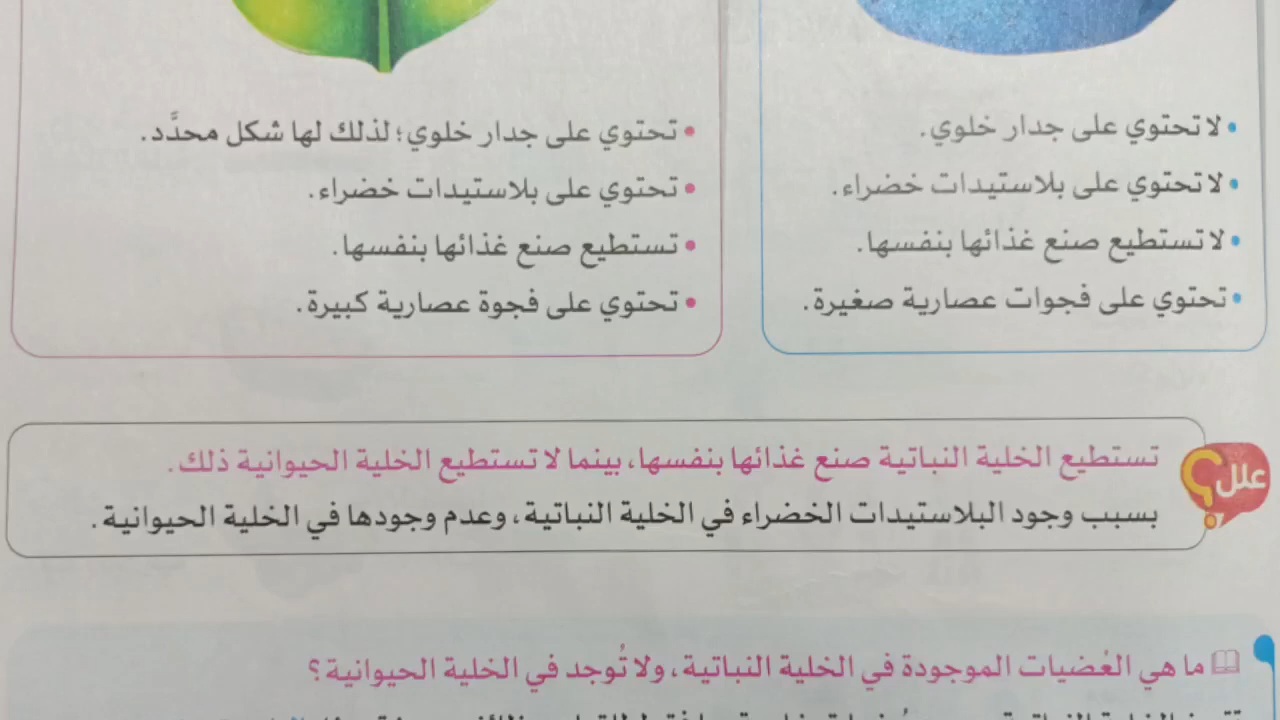 • لا تحتوي على جدار خلوي.
• لا تحتوي على بلاستيدات خضراء.
• لا تستطيع صنع غذائها بنفسها.
• تحتوي على فجوات عصارية صغيرة.
• تحتوي على جدار خلوي؛ لذلك لها شكل محدَّد.
• تحتوي على بلاستيدات خضراء.
• تستطيع صنع غذائها بنفسها.
• تحتوي على فجوة عصارية كبيرة.
علل؟
تستطيع الخلية النباتية صنع غذائها بنفسها، بينما لا تستطيع الخلية الحيوانية ذلك.
بسبب وجود البلاستيدات الخضراء في الخلية النباتية، وعدم وجودها في الخلية الحيوانية.
ما هي العُضيات الموجودة في الخلية النباتية، ولا تُوجد في الخلية الحيوانية؟